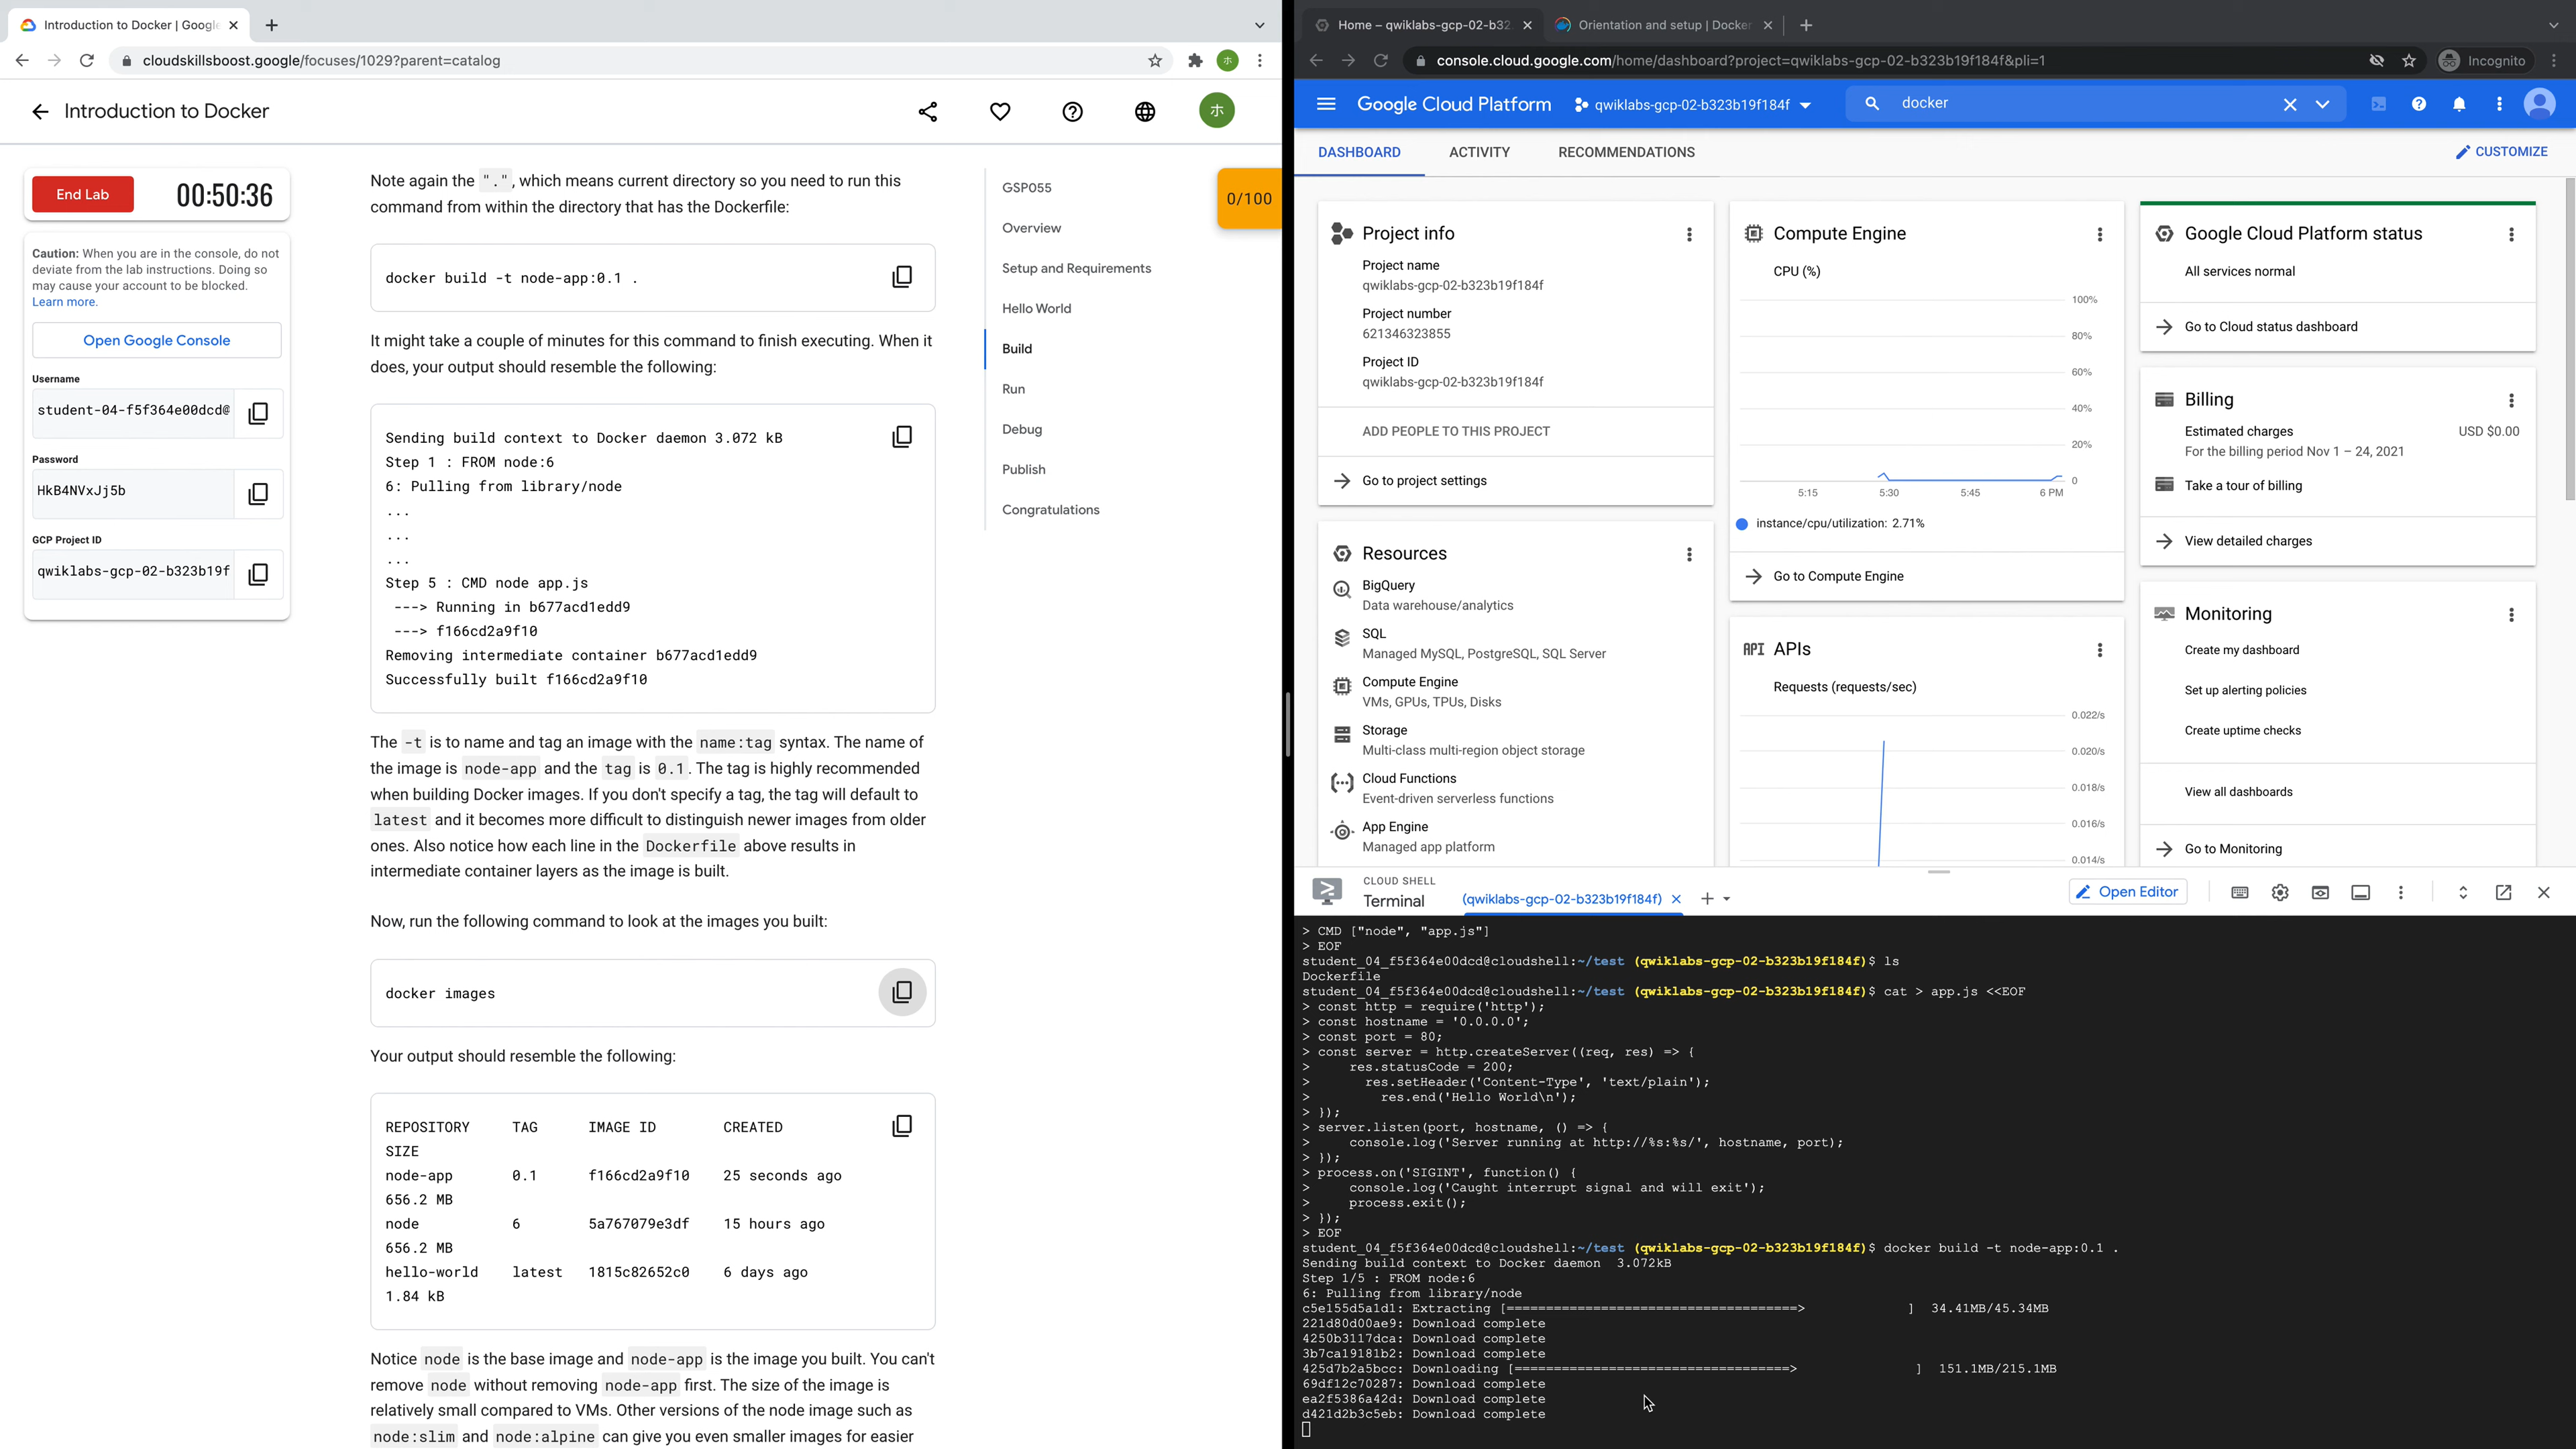 Introduction to Docker | Google
cloudskillsboost.google/focuses/1029?parent=catalog
Introduction to Docker
ホ
ホ
End Lab
00:50:36
Caution: When you are in the console, do not
deviate from the lab instructions. Doing so
may cause your account to be blocked.
Learn more.
Open Google Console
Username
student-04-f5f364e00dcd@
Password
HkB4NVxJj5b
GCP Project ID
qwiklabs-gcp-02-b323b19f
Note again the ".", which means current directory so you need to run this
command from within the directory that has the Dockerfile:
docker build -t node-app:0.1 .
It might take a couple of minutes for this command to finish executing. When it
does, your output should resemble the following:
Sending build context to Docker daemon 3.072 kB
Step 1 : FROM node:6
6: Pulling from library/node
...
...
...
Step 5 : CMD node app.js
---> Running in b677acd1edd9
---> f166cd2a9f10
Removing intermediate container b677acd1edd9
Successfully built f166cd2a9f10
The -t is to name and tag an image with the name:tag syntax. The name of
the image is node-app and the tag is 0.1. The tag is highly recommended
when building Docker images. If you don't specify a tag, the tag will default to
latest and it becomes more difficult to distinguish newer images from older
ones. Also notice how each line in the Dockerfile above results in
intermediate container layers as the image is built.
Now, run the following command to look at the images you built:
docker images
Your output should resemble the following:
REPOSITORY TAG IMAGE ID CREATED
SIZE
node-app 0.1 f166cd2a9f10 25 seconds ago
656.2 MB
node 6 5a767079e3df 15 hours ago
656.2 MB
hello-world latest 1815c82652c0 6 days ago
1.84 kB
Notice node is the base image and node-app is the image you built. You can't
remove node without removing node-app first. The size of the image is
relatively small compared to VMs. Other versions of the node image such as
node:slim and node:alpine can give you even smaller images for easier
GSP055
Overview
Setup and Requirements
Hello World
Build
Run
Debug
Publish
Congratulations
0/100
Home – qwiklabs-gcp-02-b32
Orientation and setup | Docker
console.cloud.google.com/home/dashboard?project=qwiklabs-gcp-02-b323b19f184f&pli=1
Incognito
Google Cloud Platform
qwiklabs-gcp-02-b323b19f184f
docker
DASHBOARD
ACTIVITY
RECOMMENDATIONS
CUSTOMIZE
Project info
Project name
qwiklabs-gcp-02-b323b19f184f
Project number
621346323855
Project ID
qwiklabs-gcp-02-b323b19f184f
ADD PEOPLE TO THIS PROJECT
Go to project settings
Resources
BigQuery
Data warehouse/analytics
SQL
Managed MySQL, PostgreSQL, SQL Server
Compute Engine
VMs, GPUs, TPUs, Disks
Storage
Multi-class multi-region object storage
Cloud Functions
Event-driven serverless functions
App Engine
Managed app platform
Compute Engine
CPU (%)
100%
80%
60%
40%
20%
0
5:15 5:30 5:45 6 PM
instance/cpu/utilization: 2.71%
Go to Compute Engine
API APIs
Requests (requests/sec)
0.022/s
0.020/s
0.018/s
0.016/s
0.014/s
Google Cloud Platform status
All services normal
Go to Cloud status dashboard
Billing
Estimated charges USD $0.00
For the billing period Nov 1 – 24, 2021
Take a tour of billing
View detailed charges
Monitoring
Create my dashboard
Set up alerting policies
Create uptime checks
View all dashboards
Go to Monitoring
CLOUD SHELL
Terminal
(qwiklabs-gcp-02-b323b19f184f)
Open Editor
> CMD ["node", "app.js"]
> EOF
student_04_f5f364e00dcd@cloudshell:~/test (qwiklabs-gcp-02-b323b19f184f)$ ls
Dockerfile
student_04_f5f364e00dcd@cloudshell:~/test (qwiklabs-gcp-02-b323b19f184f)$ cat > app.js <<EOF
> const http = require('http');
> const hostname = '0.0.0.0';
> const port = 80;
> const server = http.createServer((req, res) => {
> res.statusCode = 200;
> res.setHeader('Content-Type', 'text/plain');
> res.end('Hello World\n');
> });
> server.listen(port, hostname, () => {
> console.log('Server running at http://%s:%s/', hostname, port);
> });
> process.on('SIGINT', function() {
> console.log('Caught interrupt signal and will exit');
> process.exit();
> });
> EOF
student_04_f5f364e00dcd@cloudshell:~/test (qwiklabs-gcp-02-b323b19f184f)$ docker build -t node-app:0.1 .
Sending build context to Docker daemon 3.072kB
Step 1/5 : FROM node:6
6: Pulling from library/node
c5e155d5a1d1: Extracting [=====================================> ] 34.41MB/45.34MB
221d80d00ae9: Download complete
4250b3117dca: Download complete
3b7ca19181b2: Download complete
425d7b2a5bcc: Downloading [===================================> ] 151.1MB/215.1MB
69df12c70287: Download complete
ea2f5386a42d: Download complete
d421d2b3c5eb: Download complete